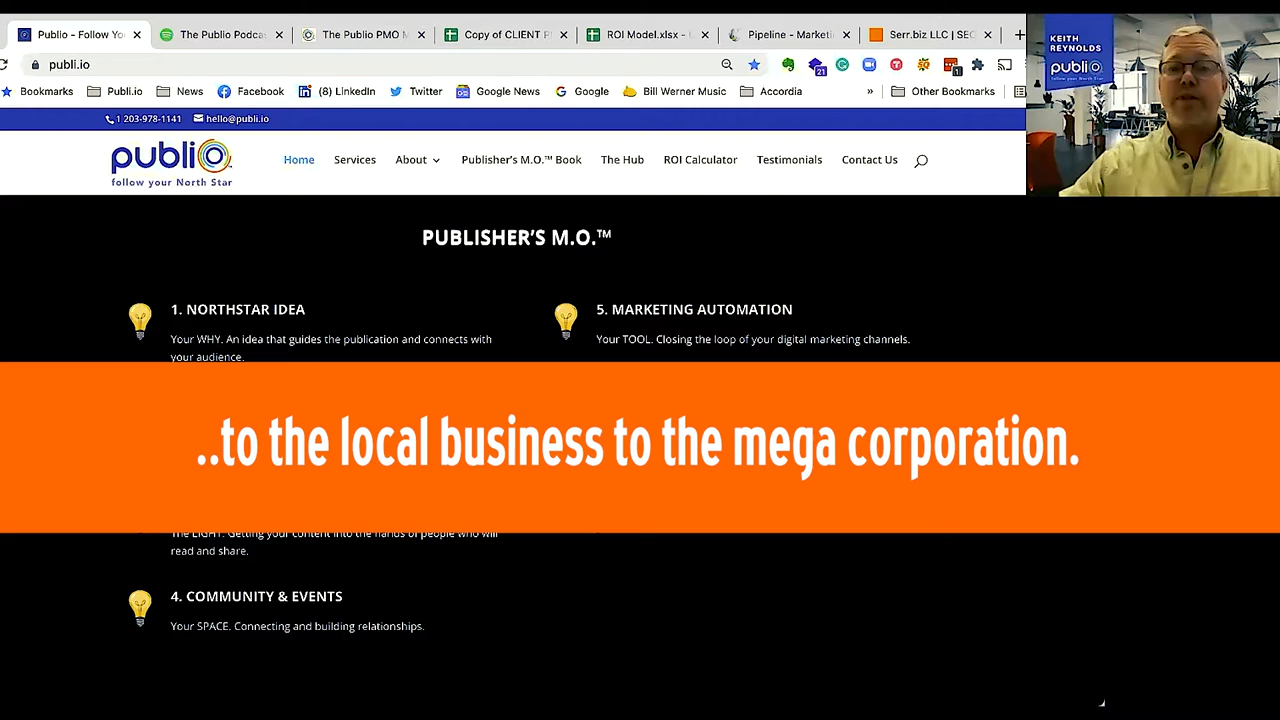 Publio - Follow Yo
The Publio Podcas
The Publio PMO M
Copy of CLIENT P
ROI Model.xlsx -
Pipeline - Marketi
Serr.biz LLC | SEC
publi.io
21
1
Bookmarks
Publi.io
News
Facebook
(8) LinkedIn
Twitter
Google News
Google
Bill Werner Music
Accordia
»
Other Bookmarks
KEITH
REYNOLDS
publiO
follow your North Star
1 203-978-1141
hello@publi.io
publiO
follow your North Star
Home
Services
About
Publisher's M.O.™ Book
The Hub
ROI Calculator
Testimonials
Contact Us
PUBLISHER'S M.O.™
1. NORTHSTAR IDEA
Your WHY. An idea that guides the publication and connects with
your audience.
5. MARKETING AUTOMATION
Your TOOL. Closing the loop of your digital marketing channels.
..to the local business to the mega corporation.
The LIGHT. Getting your content into the hands of people who will
read and share.
4. COMMUNITY & EVENTS
Your SPACE. Connecting and building relationships.